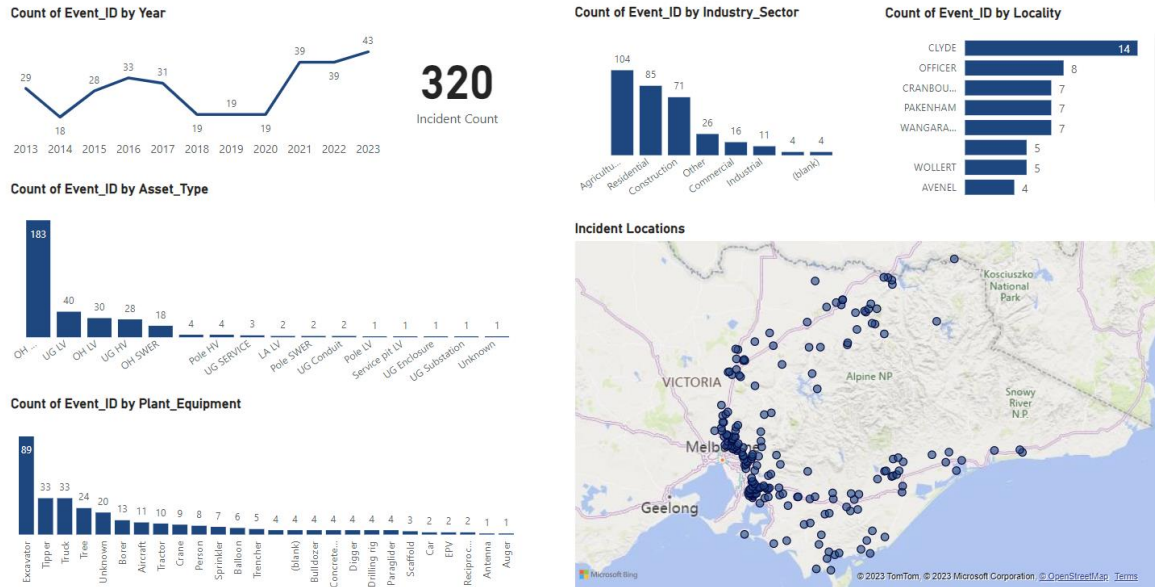 Count of Event_ID by Year
29
18
28
33
31
19
19
19
39
39
43
2013 2014 2015 2016 2017 2018 2019 2020 2021 2022 2023
320
Incident Count
Count of Event_ID by Industry_Sector
104
85
71
26
16
11
4
4
Agricultu...
Residential
Construction
Other
Commercial
Industrial
(blank)
Count of Event_ID by Locality
CLYDE 14
OFFICER 8
CRANBOU... 7
PAKENHAM 7
WANGARA... 7
5
WOLLERT 5
AVENEL 4
Count of Event_ID by Asset_Type
183
40
30
28
18
4
4
3
2
2
2
1
1
1
1
1
OH ...
UG LV
OH LV
UG HV
OH SWER
Pole HV
UG SERVICE
LA LV
Pole SWER
UG Conduit
Pole LV
Service pit LV
UG Enclosure
UG Substation
Unknown
Count of Event_ID by Plant_Equipment
89
33
33
24
20
13
11
10
9
8
7
6
5
4
4
4
4
4
4
3
2
2
2
1
1
Excavator
Tipper
Truck
Tree
Unknown
Borer
Aircraft
Tractor
Crane
Person
Sprinkler
Balloon
Trencher
(blank)
Bulldozer
Concrete...
Digger
Drilling rig
Paraglider
Scaffold
Car
EPV
Reciproc...
Antenna
Auger
Incident Locations
Kosciuszko
National
Park
VICTORIA
Alpine NP
Snowy
River
N.P.
Geelong
Microsoft Bing
© 2023 TomTom, © 2023 Microsoft Corporation, © OpenStreetMap Terms